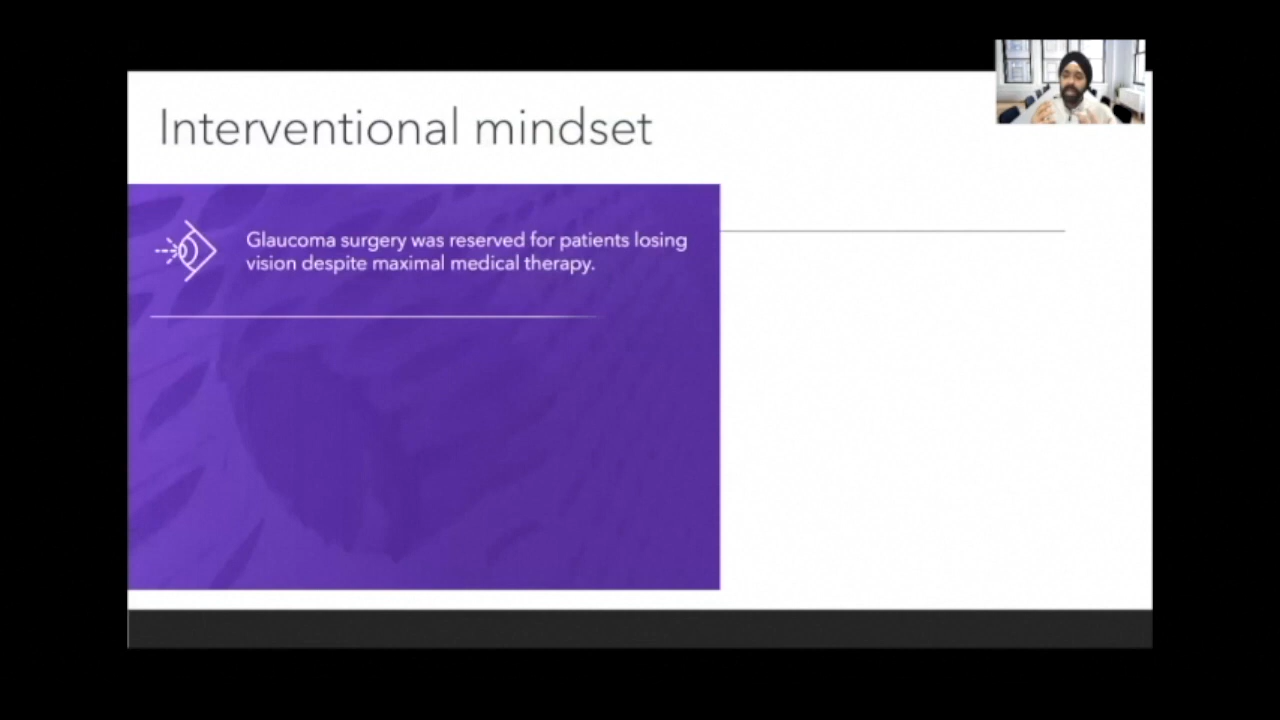 Interventional mindset
Glaucoma surgery was reserved for patients losing
vision despite maximal medical therapy.